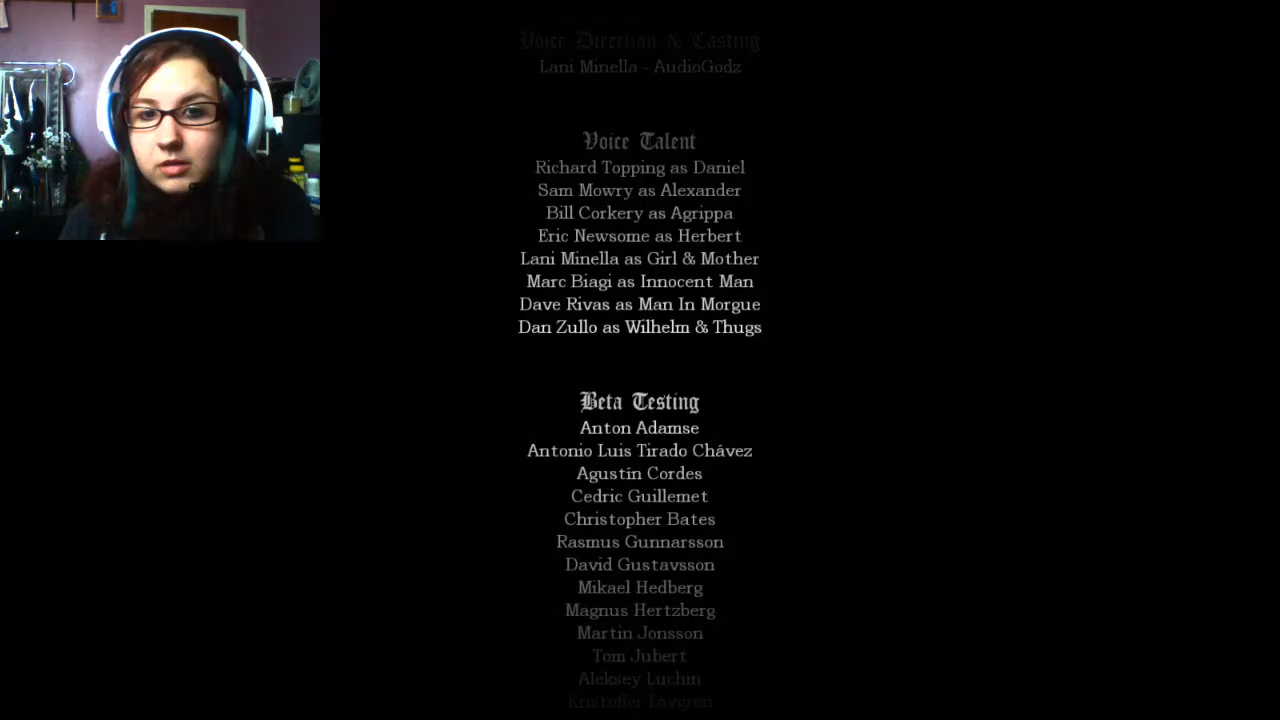 Voice Direction & Casting
Lani Minella - AudioGodz
Voice Talent
Richard Topping as Daniel
Sam Mowry as Alexander
Bill Corkery as Agrippa
Eric Newsome as Herbert
Lani Minella as Girl & Mother
Marc Biagi as Innocent Man
Dave Rivas as Man In Morgue
Dan Zullo as Wilhelm & Thugs
Beta Testing
Anton Adamse
Antonio Luis Tirado Chávez
Agustín Cordes
Cedric Guillemet
Christopher Bates
Rasmus Gunnarsson
David Gustavsson
Mikael Hedberg
Magnus Hertzberg
Martin Jonsson
Tom Jubert
Aleksey Luchin
Kristoffer Lövgren